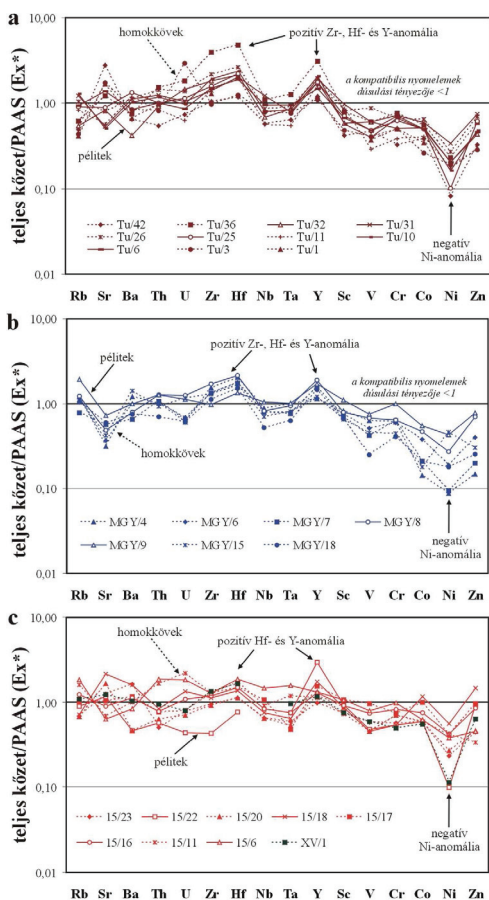 a
teljes kőzet/PAAS (Ex*)
10,00
1,00
0,10
0,01
homokkövek
pozitív Zr-, Hf- és Y-anomália
a kompatibilis nyomelemek
dúsulási tényezője <1
pélitek
negatív
Ni-anomália
Tu/42 Tu/36 Tu/32 Tu/31
Tu/26 Tu/25 Tu/11 Tu/10
Tu/6 Tu/3 Tu/1
Rb Sr Ba Th U Zr Hf Nb Ta Y Sc V Cr Co Ni Zn
b
teljes kőzet/PAAS (Ex*)
10,00
1,00
0,10
0,01
pélitek
pozitív Zr-, Hf- és Y-anomália
a kompatibilis nyomelemek
dúsulási tényezője <1
homokkövek
negatív
Ni-anomália
MGY/4 MGY/6 MGY/7 MGY/8
MGY/9 MGY/15 MGY/18
Rb Sr Ba Th U Zr Hf Nb Ta Y Sc V Cr Co Ni Zn
c
teljes kőzet/PAAS (Ex*)
10,00
1,00
0,10
0,01
homokkövek
pozitív Hf- és Y-anomália
pélitek
negatív
Ni-anomália
15/23 15/22 15/20 15/18 15/17
15/16 15/11 15/6 XV/1
Rb Sr Ba Th U Zr Hf Nb Ta Y Sc V Cr Co Ni Zn